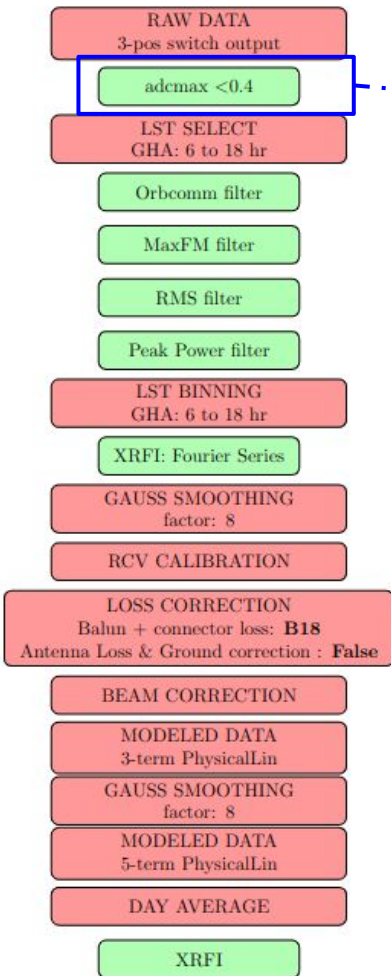 RAW DATA
3-pos switch output
adcmax <0.4
LST SELECT
GHA: 6 to 18 hr
Orbcomm filter
MaxFM filter
RMS filter
Peak Power filter
LST BINNING
GHA: 6 to 18 hr
XRFI: Fourier Series
GAUSS SMOOTHING
factor: 8
RCV CALIBRATION
LOSS CORRECTION
Balun + connector loss: B18
Antenna Loss & Ground correction : False
BEAM CORRECTION
MODELED DATA
3-term PhysicalLin
GAUSS SMOOTHING
factor: 8
MODELED DATA
5-term PhysicalLin
DAY AVERAGE
XRFI